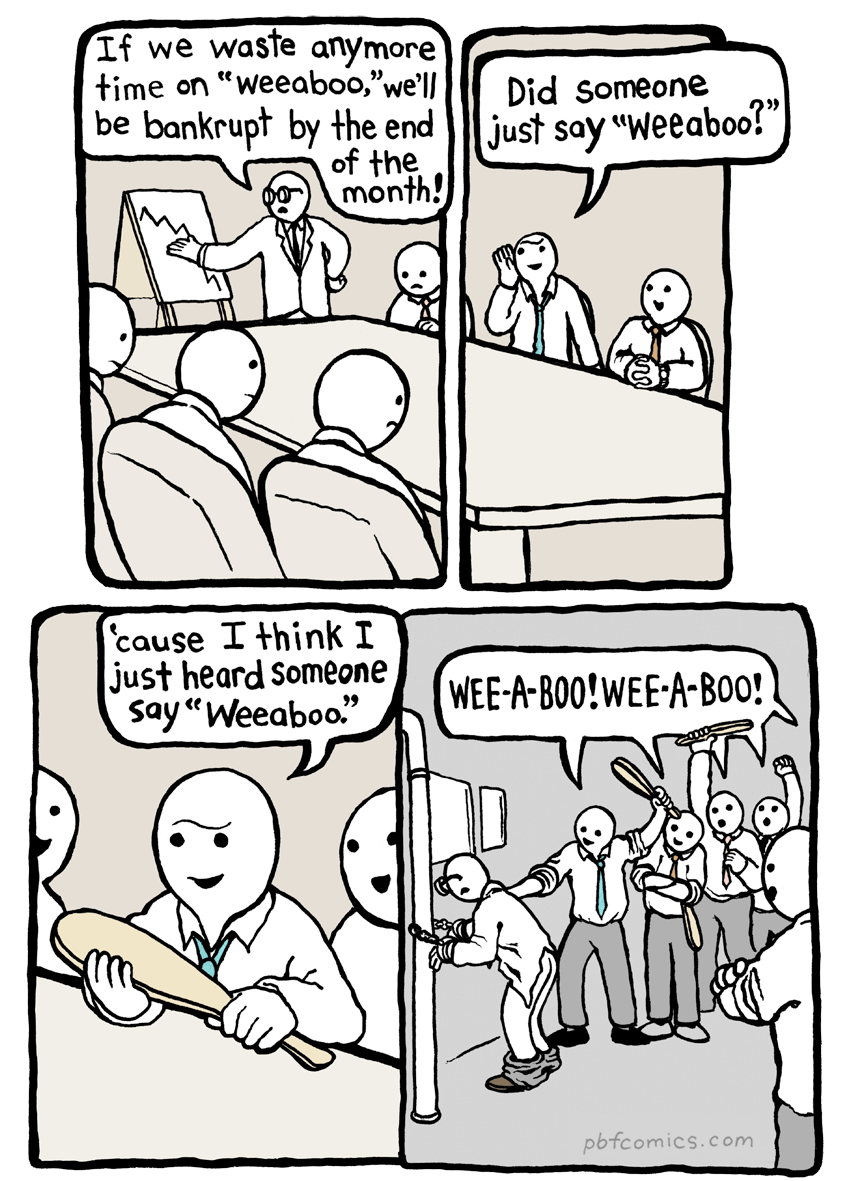 If we waste anymore
time on "weeaboo," we'll
be bankrupt by the end
of the
month!
Did someone
just say "Weeaboo?"
'cause I think I
just heard someone
say "Weeaboo."
WEE-A-BOO! WEE-A-BOO!
pbfcomics.com